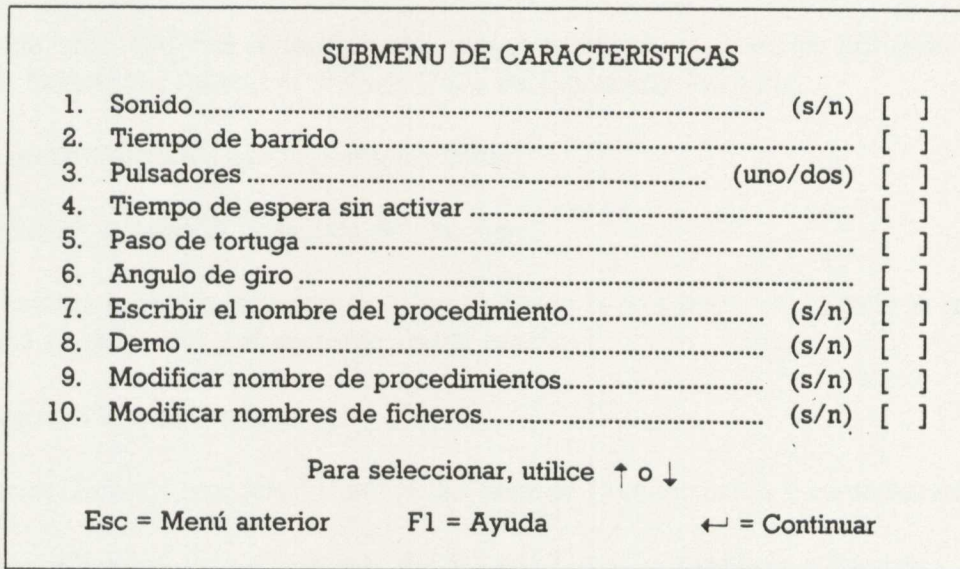 SUBMENU DE CARACTERISTICAS
1. Sonido.......... (s/n) [ ]
2. Tiempo de barrido .......... [ ]
3. Pulsadores .......... (uno/dos) [ ]
4. Tiempo de espera sin activar .......... [ ]
5. Paso de tortuga .......... [ ]
6. Angulo de giro .......... [ ]
7. Escribir el nombre del procedimiento.......... (s/n) [ ]
8. Demo .......... (s/n) [ ]
9. Modificar nombre de procedimientos.......... (s/n) [ ]
10. Modificar nombres de ficheros.......... (s/n) [ ]
Para seleccionar, utilice ↑ o ↓
Esc = Menú anterior F1 = Ayuda ↵ = Continuar